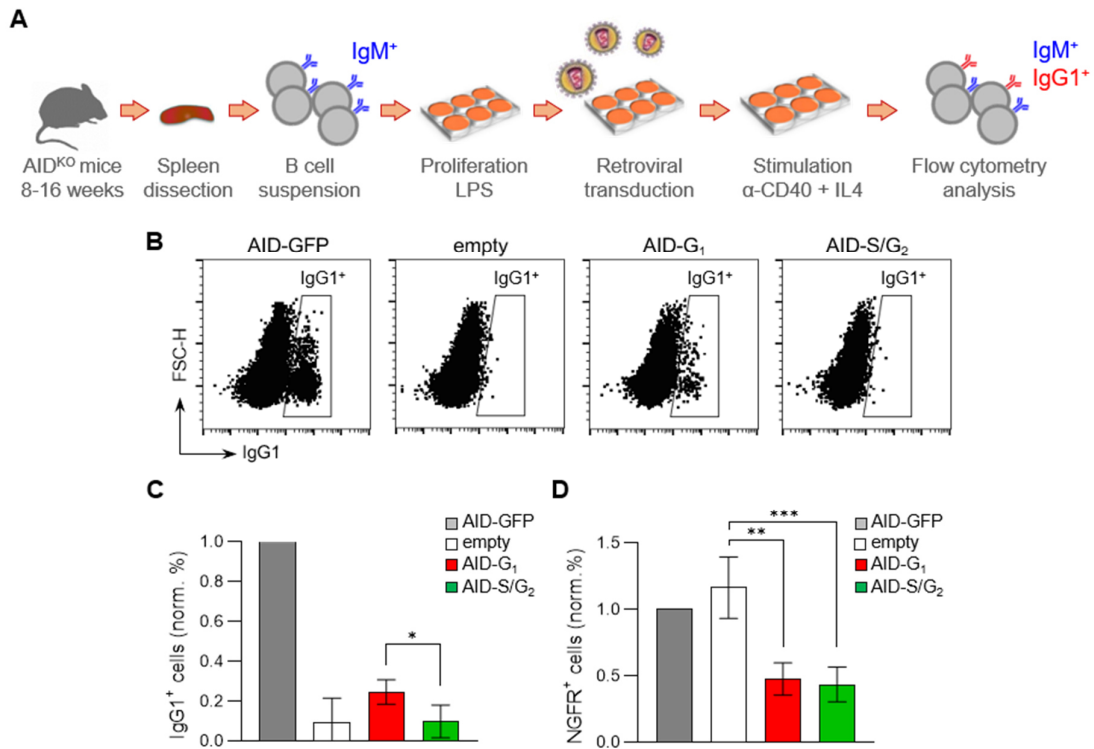 A
IgM⁺
IgM⁺
IgG1⁺
AIDᴷᴼ mice
8-16 weeks
Spleen
dissection
B cell
suspension
Proliferation
LPS
Retroviral
transduction
Stimulation
α-CD40 + IL4
Flow cytometry
analysis
B
AID-GFP
empty
AID-G₁
AID-S/G₂
IgG1⁺
IgG1⁺
IgG1⁺
IgG1⁺
FSC-H
IgG1
C
AID-GFP
empty
AID-G₁
AID-S/G₂
IgG1⁺ cells (norm. %)
1.0
0.8
0.6
0.4
0.2
0.0
*
D
AID-GFP
empty
AID-G₁
AID-S/G₂
NGFR⁺ cells (norm. %)
1.5
1.0
0.5
0.0
***
**